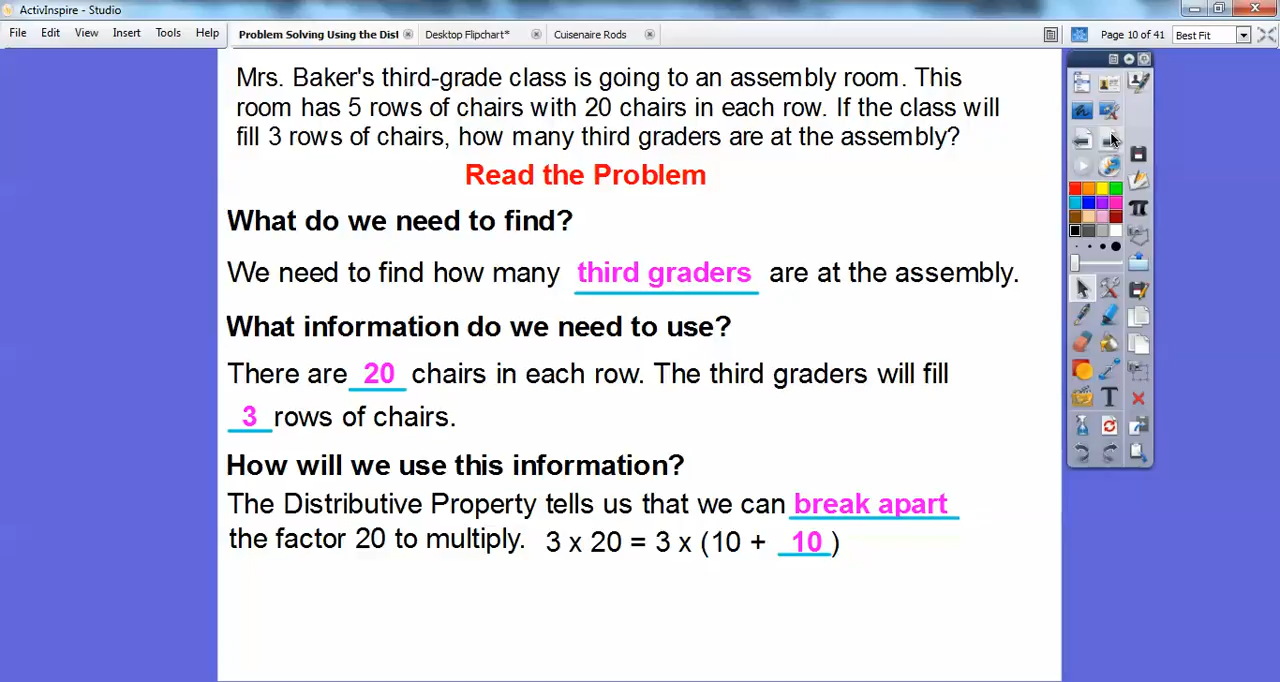 ActivInspire - Studio
File Edit View Insert Tools Help Problem Solving Using the Dist Desktop Flipchart* Cuisenaire Rods Page 10 of 41 Best Fit
Mrs. Baker's third-grade class is going to an assembly room. This
room has 5 rows of chairs with 20 chairs in each row. If the class will
fill 3 rows of chairs, how many third graders are at the assembly?
Read the Problem
What do we need to find?
We need to find how many third graders are at the assembly.
What information do we need to use?
There are 20 chairs in each row. The third graders will fill
3 rows of chairs.
How will we use this information?
The Distributive Property tells us that we can break apart
the factor 20 to multiply. 3 x 20 = 3 x (10 + 10 )